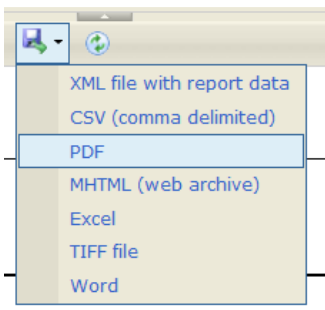 XML file with report data
CSV (comma delimited)
PDF
MHTML (web archive)
Excel
TIFF file
Word